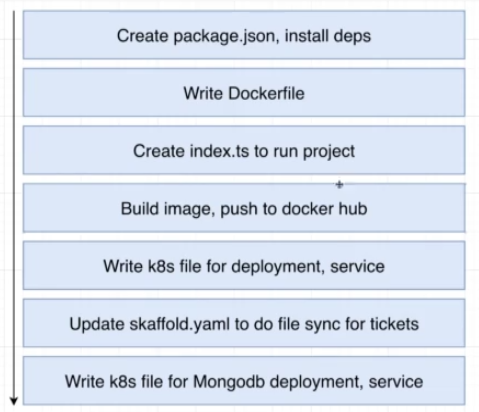 Create package.json, install deps
Write Dockerfile
Create index.ts to run project
Build image, push to docker hub
Write k8s file for deployment, service
Update skaffold.yaml to do file sync for tickets
Write k8s file for Mongodb deployment, service